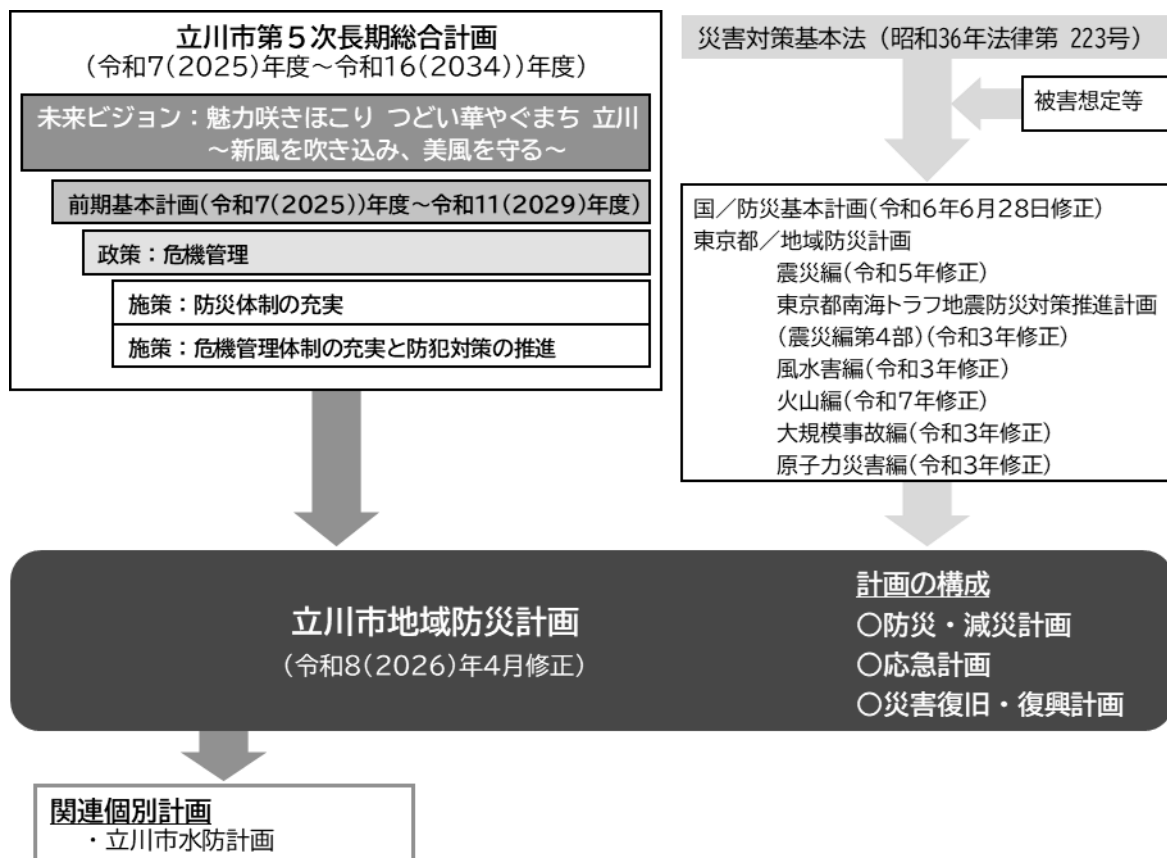 立川市第5次長期総合計画
(令和7(2025)年度～令和16(2034))年度)
未来ビジョン：魅力咲きほこり つどい華やぐまち 立川
～新風を吹き込み、美風を守る～
前期基本計画(令和7(2025))年度～令和11(2029)年度)
政策：危機管理
施策：防災体制の充実
施策：危機管理体制の充実と防犯対策の推進
災害対策基本法（昭和36年法律第 223号）
被害想定等
国／防災基本計画(令和6年6月28日修正)
東京都／地域防災計画
震災編(令和5年修正)
東京都南海トラフ地震防災対策推進計画
(震災編第4部)(令和3年修正)
風水害編(令和3年修正)
火山編(令和7年修正)
大規模事故編(令和3年修正)
原子力災害編(令和3年修正)
立川市地域防災計画
(令和8(2026)年4月修正)
計画の構成
○防災・減災計画
○応急計画
○災害復旧・復興計画
関連個別計画
・立川市水防計画